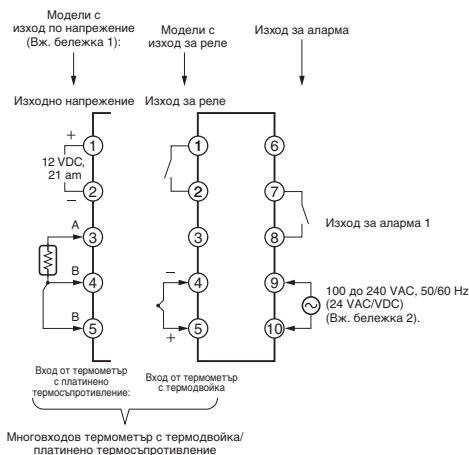 Модели с
изход по напрежение
(Вж. бележка 1):
Модели с
изход за реле
Изход за аларма
Изходно напрежение
Изход за реле
+
12 VDC,
21 am
−
A
B
B
1
2
3
4
5
1
2
3
4
5
−
+
6
7
8
9
10
Изход за аларма 1
100 до 240 VAC, 50/60 Hz
(24 VAC/VDC)
(Вж. бележка 2).
Вход от термометър
с платинено
термосъпротивление:
Вход от термометър
с термодвойка
Многовходов термометър с термодвойка/
платинено термосъпротивление